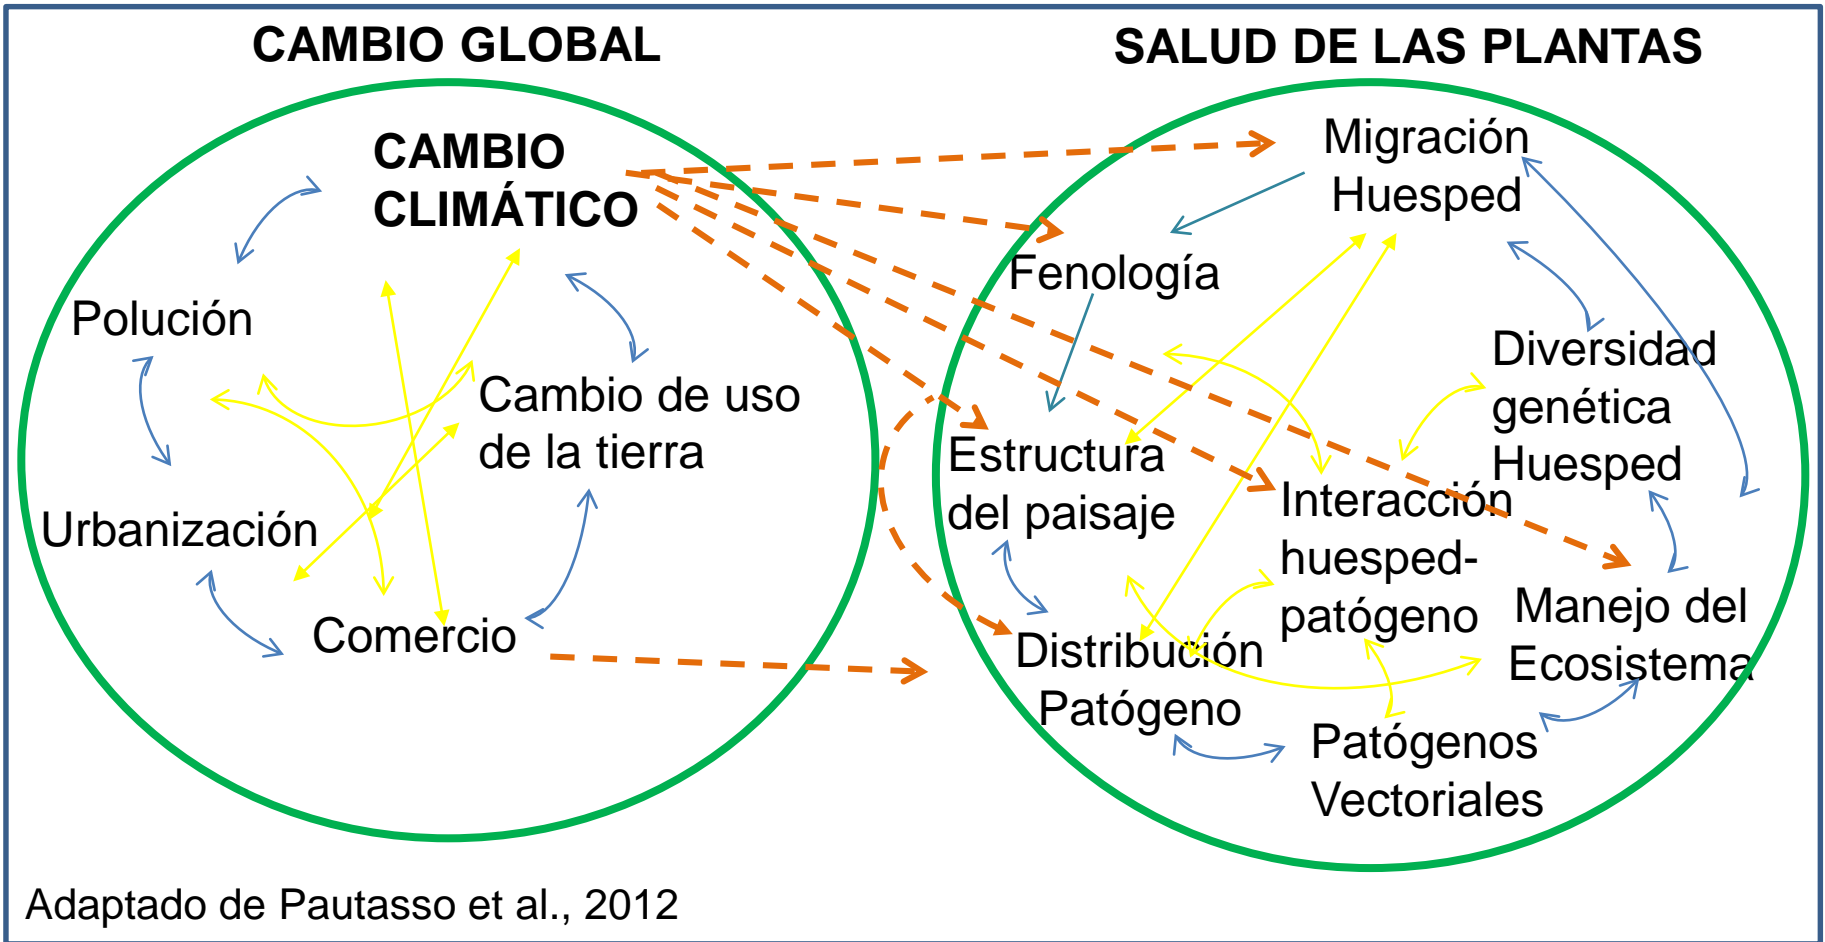 CAMBIO GLOBAL
CAMBIO
CLIMÁTICO
Polución
Cambio de uso
de la tierra
Urbanización
Comercio
SALUD DE LAS PLANTAS
Migración
Huesped
Fenología
Diversidad
genética
Huesped
Estructura
del paisaje
Interacción
huesped-
patógeno
Manejo del
Ecosistema
Distribución
Patógeno
Patógenos
Vectoriales
Adaptado de Pautasso et al., 2012